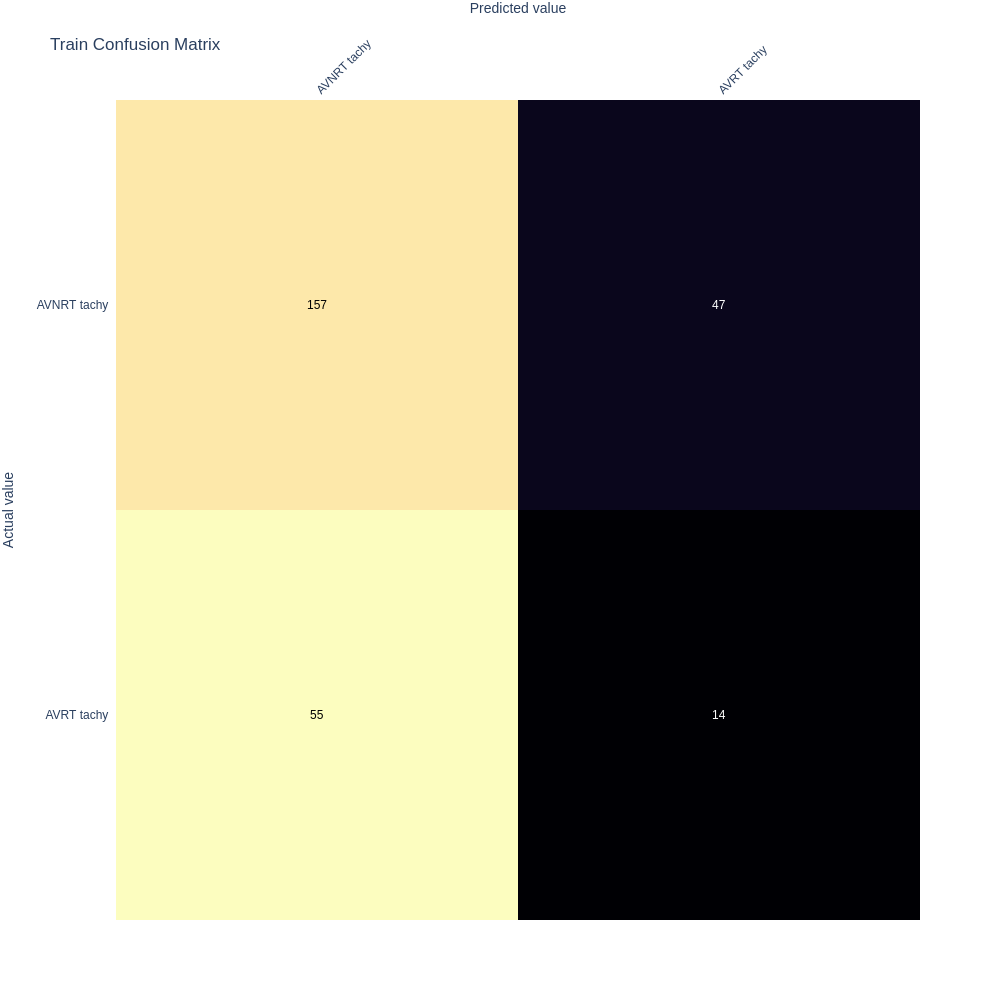 Predicted value
Train Confusion Matrix
AVNRT tachy
AVRT tachy
AVNRT tachy
157
47
Actual value
AVRT tachy
55
14